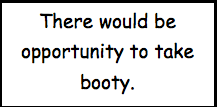 There would be
opportunity to take
booty.